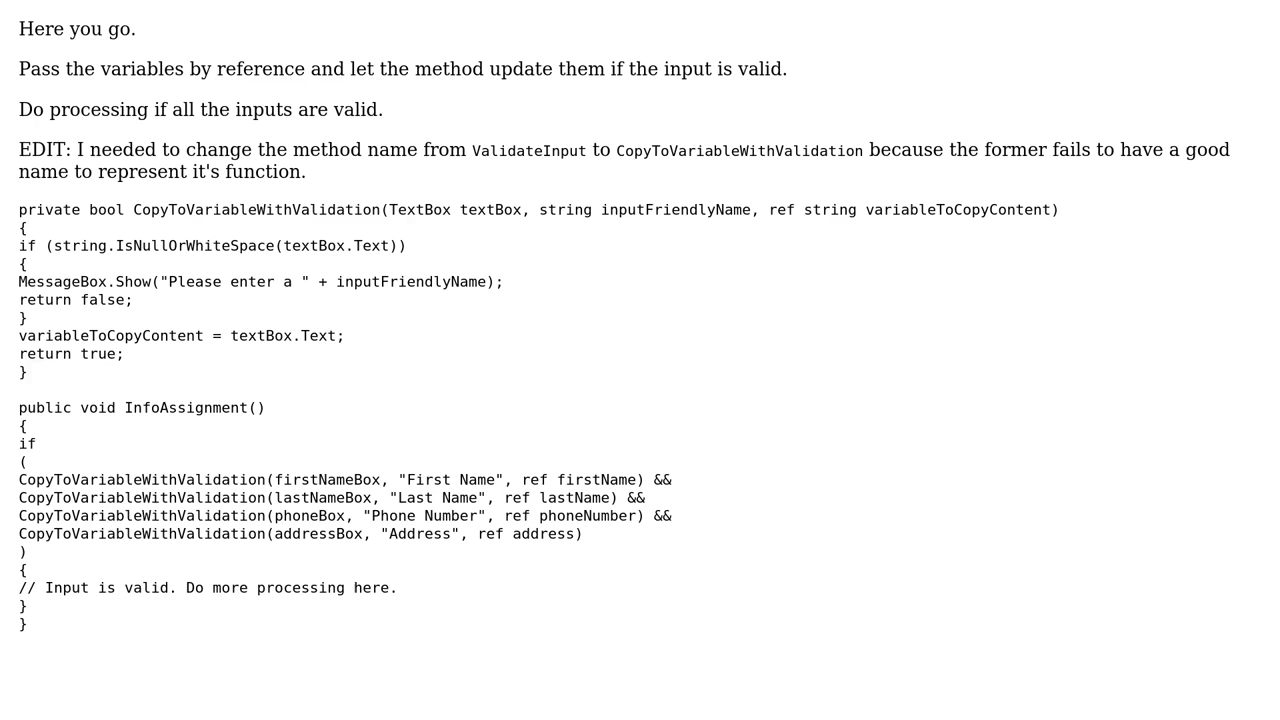 Here you go.
Pass the variables by reference and let the method update them if the input is valid.
Do processing if all the inputs are valid.
EDIT: I needed to change the method name from ValidateInput to CopyToVariableWithValidation because the former fails to have a good
name to represent it's function.
private bool CopyToVariableWithValidation(TextBox textBox, string inputFriendlyName, ref string variableToCopyContent)
{
if (string.IsNullOrWhiteSpace(textBox.Text))
{
MessageBox.Show("Please enter a " + inputFriendlyName);
return false;
}
variableToCopyContent = textBox.Text;
return true;
}
public void InfoAssignment()
{
if
(
CopyToVariableWithValidation(firstNameBox, "First Name", ref firstName) &&
CopyToVariableWithValidation(lastNameBox, "Last Name", ref lastName) &&
CopyToVariableWithValidation(phoneBox, "Phone Number", ref phoneNumber) &&
CopyToVariableWithValidation(addressBox, "Address", ref address)
)
{
// Input is valid. Do more processing here.
}
}